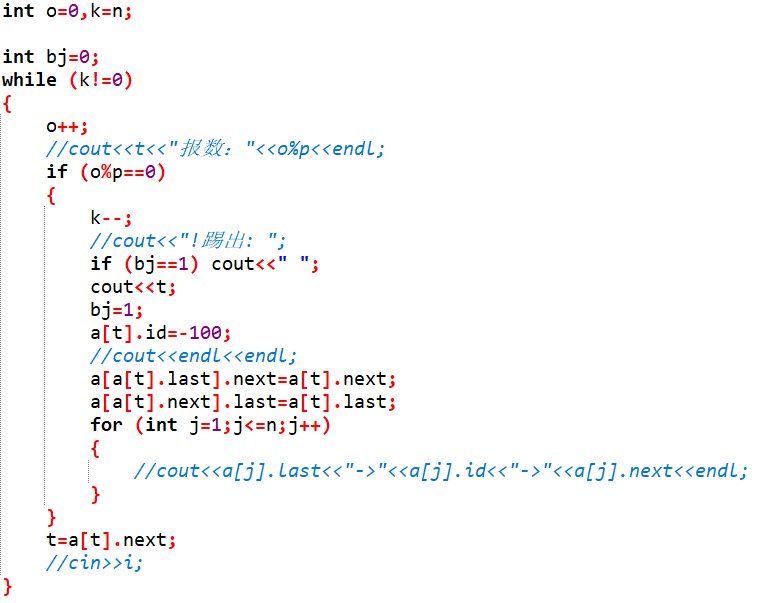 int o=0,k=n;

int bj=0;
while (k!=0)
{
    o++;
    //cout<<t<<"报数："<<o%p<<endl;
    if (o%p==0)
    {
        k--;
        //cout<<"!踢出: ";
        if (bj==1) cout<<" ";
        cout<<t;
        bj=1;
        a[t].id=-100;
        //cout<<endl<<endl;
        a[a[t].last].next=a[t].next;
        a[a[t].next].last=a[t].last;
        for (int j=1;j<=n;j++)
        {
            //cout<<a[j].last<<"->"<<a[j].id<<"->"<<a[j].next<<endl;
        }
    }
    t=a[t].next;
    //cin>>i;
}